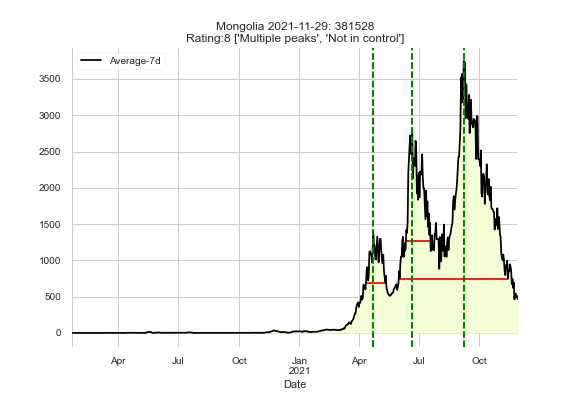 Mongolia 2021-11-29: 381528
Rating:8 ['Multiple peaks', 'Not in control']
Average-7d
3500
3000
2500
2000
1500
1000
500
0
Apr
Jul
Oct
Jan
2021
Apr
Jul
Oct
Date